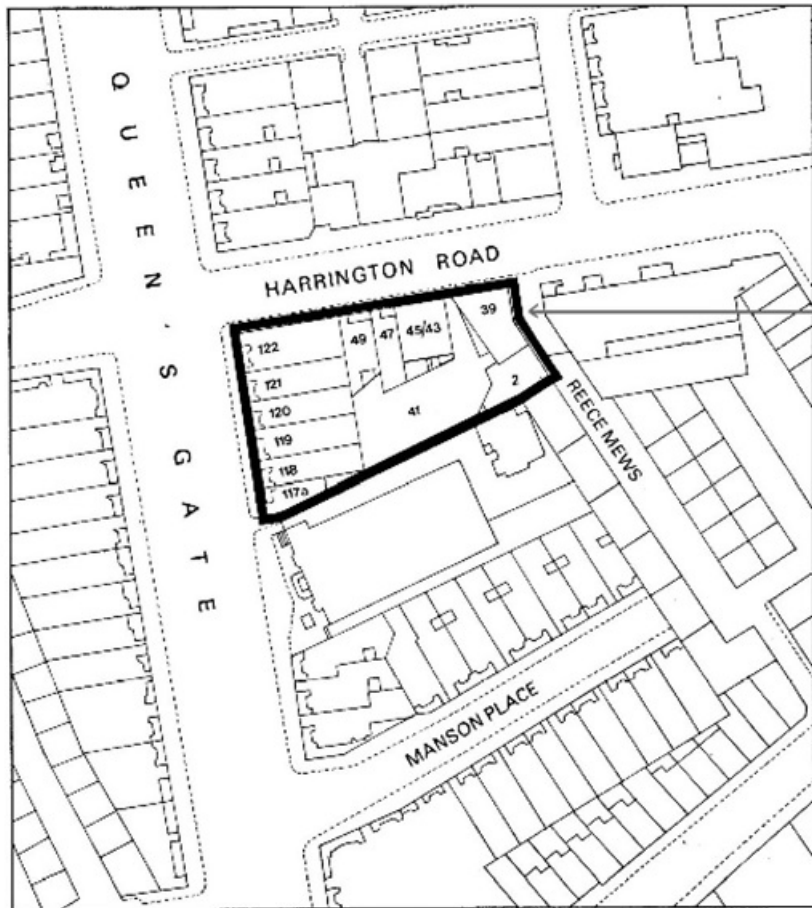 QUEEN'S GATE
HARRINGTON ROAD
39
122
49
47
45/43
121
2
120
41
119
118
117a
REECE MEWS
MANSON PLACE